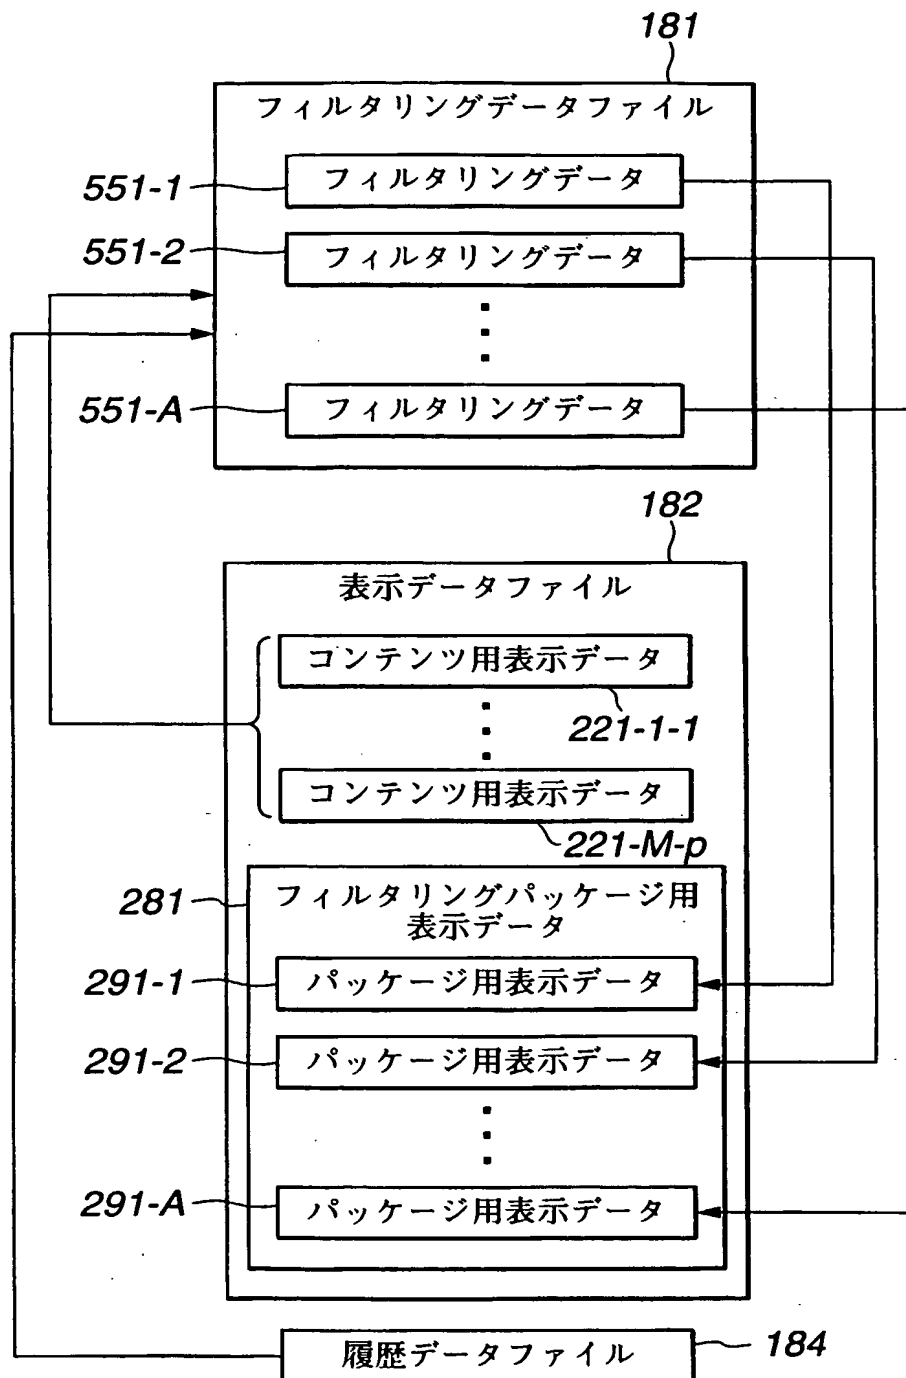 181
フィルタリングデータファイル
551-1
フィルタリングデータ
551-2
フィルタリングデータ
551-A
フィルタリングデータ
182
表示データファイル
コンテンツ用表示データ
221-1-1
コンテンツ用表示データ
221-M-p
281
フィルタリングパッケージ用
表示データ
291-1
パッケージ用表示データ
291-2
パッケージ用表示データ
291-A
パッケージ用表示データ
履歴データファイル
184